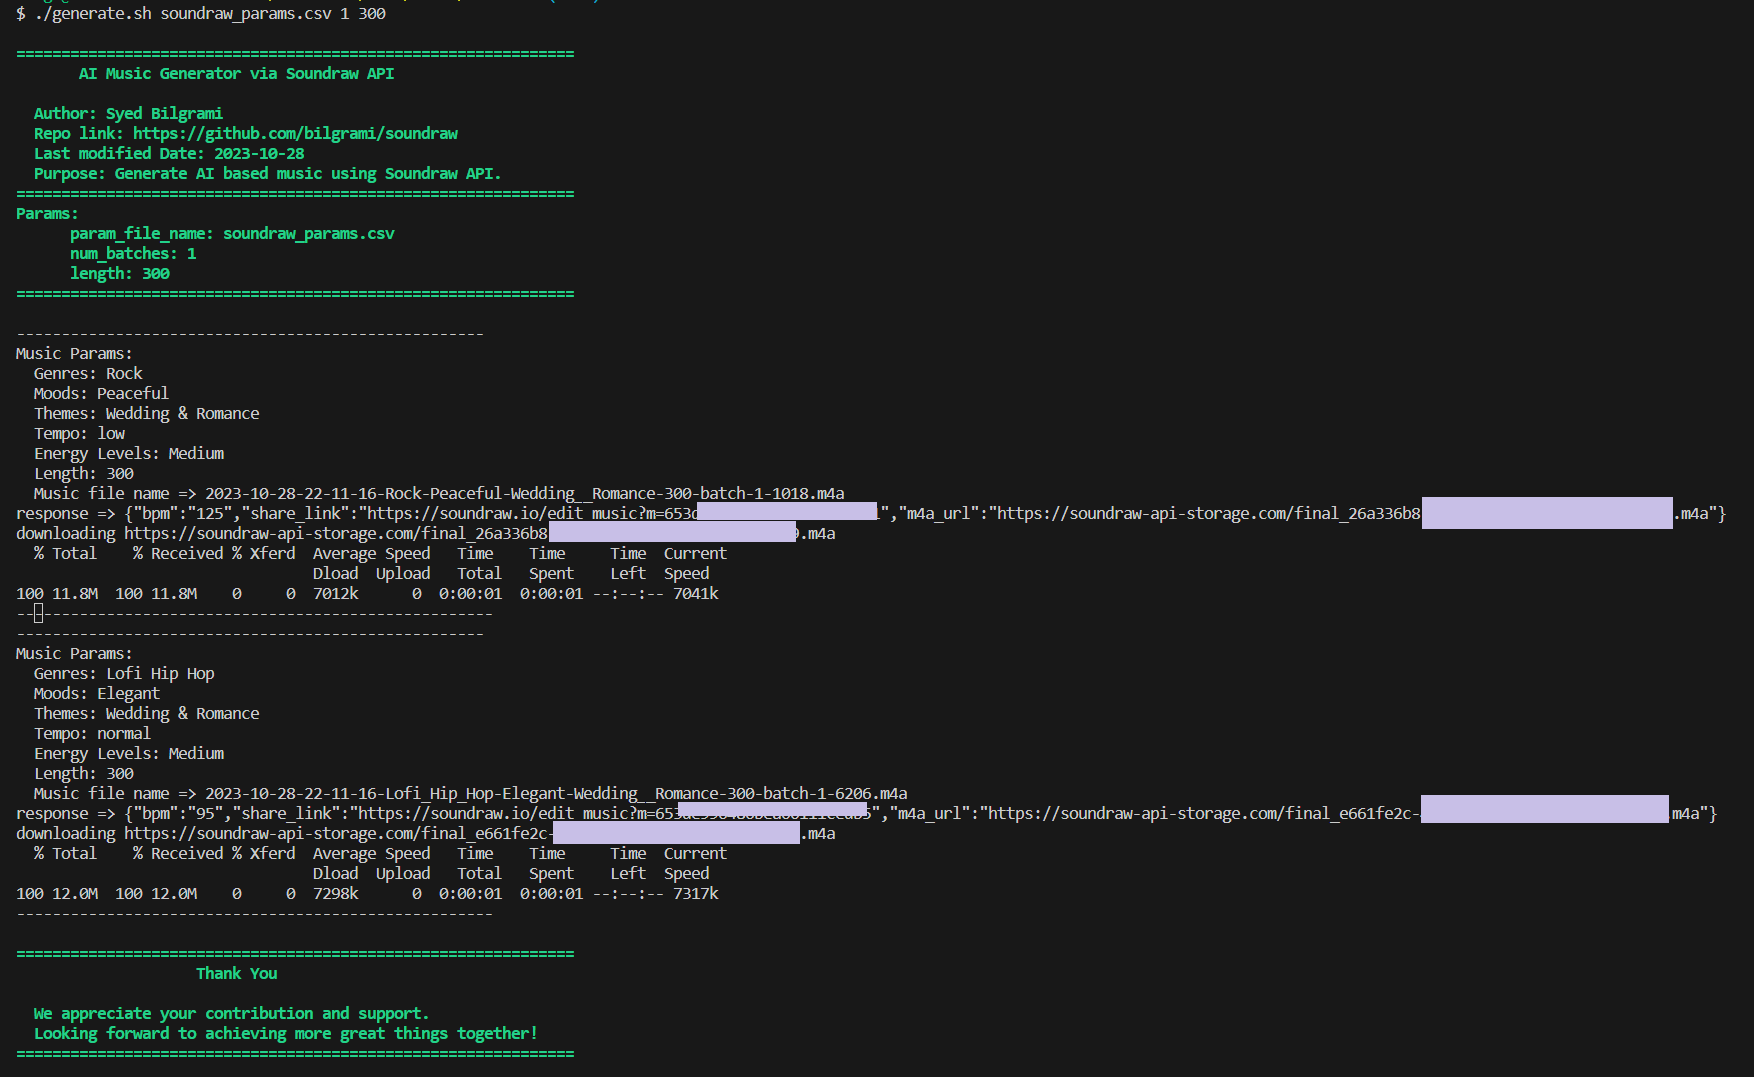 $ ./generate.sh soundraw_params.csv 1 300
==============================================================
AI Music Generator via Soundraw API
Author: Syed Bilgrami
Repo link: https://github.com/bilgrami/soundraw
Last modified Date: 2023-10-28
Purpose: Generate AI based music using Soundraw API.
==============================================================
Params:
param_file_name: soundraw_params.csv
num_batches: 1
length: 300
==============================================================
----------------------------------------------------
Music Params:
Genres: Rock
Moods: Peaceful
Themes: Wedding & Romance
Tempo: low
Energy Levels: Medium
Length: 300
Music file name => 2023-10-28-22-11-16-Rock-Peaceful-Wedding__Romance-300-batch-1-1018.m4a
response => {"bpm":"125","share_link":"https://soundraw.io/edit_music?m=653d ","m4a_url":"https://soundraw-api-storage.com/final_26a336b8 .m4a"}
downloading https://soundraw-api-storage.com/final_26a336b8 .m4a
% Total % Received % Xferd Average Speed Time Time Time Current
Dload Upload Total Spent Left Speed
100 11.8M 100 11.8M 0 0 7012k 0 0:00:01 0:00:01 --:--:-- 7041k
-----------------------------------------------------
----------------------------------------------------
Music Params:
Genres: Lofi Hip Hop
Moods: Elegant
Themes: Wedding & Romance
Tempo: normal
Energy Levels: Medium
Length: 300
Music file name => 2023-10-28-22-11-16-Lofi_Hip_Hop-Elegant-Wedding__Romance-300-batch-1-6206.m4a
response => {"bpm":"95","share_link":"https://soundraw.io/edit_music?m= ","m4a_url":"https://soundraw-api-storage.com/final_e661fe2c- .m4a"}
downloading https://soundraw-api-storage.com/final_e661fe2c- .m4a
% Total % Received % Xferd Average Speed Time Time Time Current
Dload Upload Total Spent Left Speed
100 12.0M 100 12.0M 0 0 7298k 0 0:00:01 0:00:01 --:--:-- 7317k
-----------------------------------------------------
==============================================================
Thank You
We appreciate your contribution and support.
Looking forward to achieving more great things together!
==============================================================